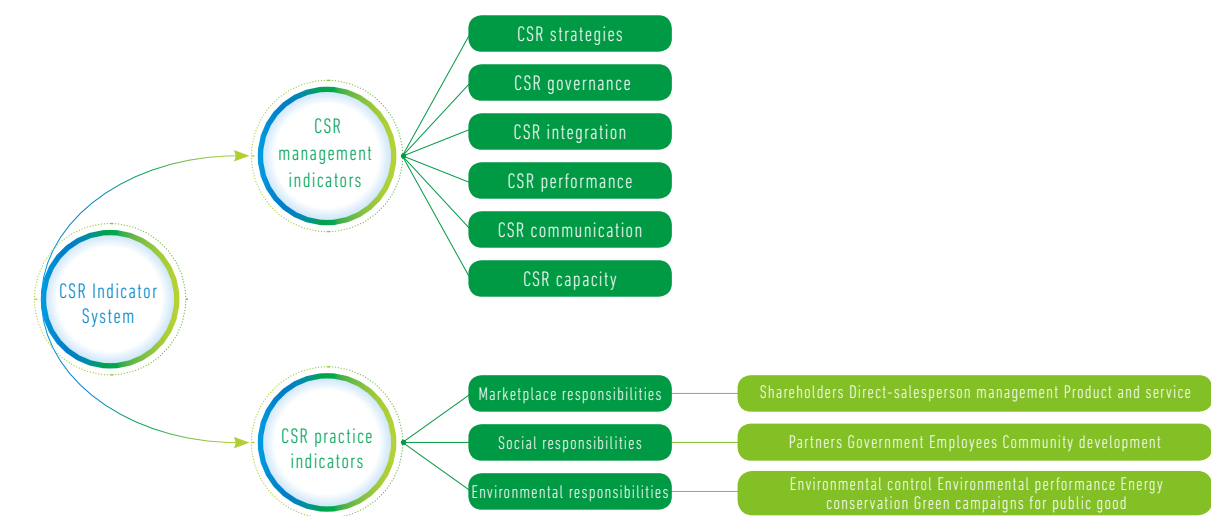 CSR Indicator
System
CSR
management
indicators
CSR strategies
CSR governance
CSR integration
CSR performance
CSR communication
CSR capacity
CSR practice
indicators
Marketplace responsibilities
Shareholders Direct-salesperson management Product and service
Social responsibilities
Partners Government Employees Community development
Environmental responsibilities
Environmental control Environmental performance Energy
conservation Green campaigns for public good